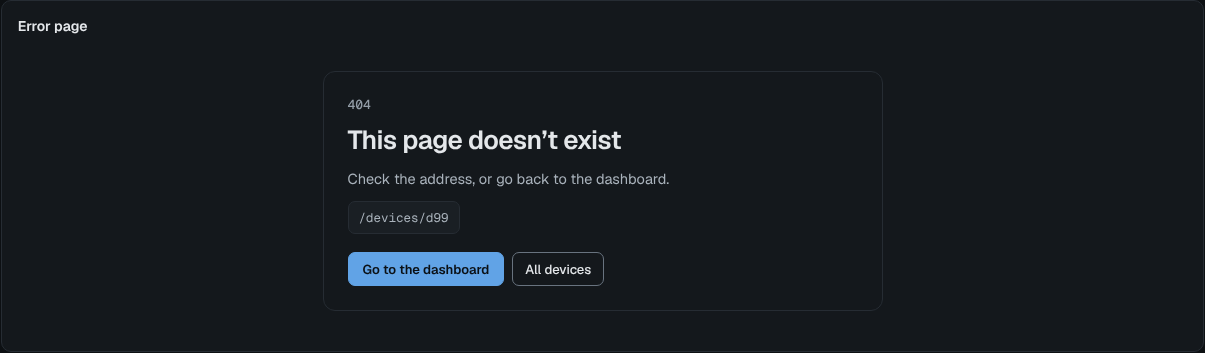 Error page
404
This page doesn’t exist
Check the address, or go back to the dashboard.
/devices/d99
Go to the dashboard
All devices